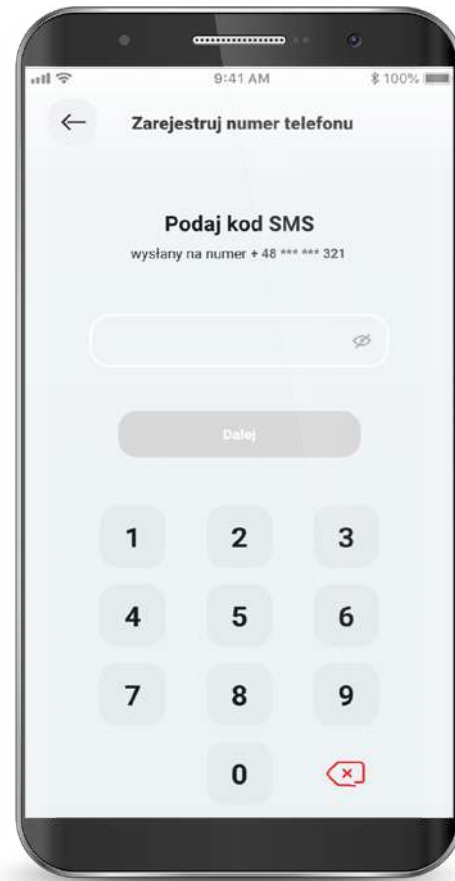 9:41 AM
100%
Zarejestruj numer telefonu
Podaj kod SMS
wysłany na numer + 48 *** *** 321
Dalej
1 2 3
4 5 6
7 8 9
0